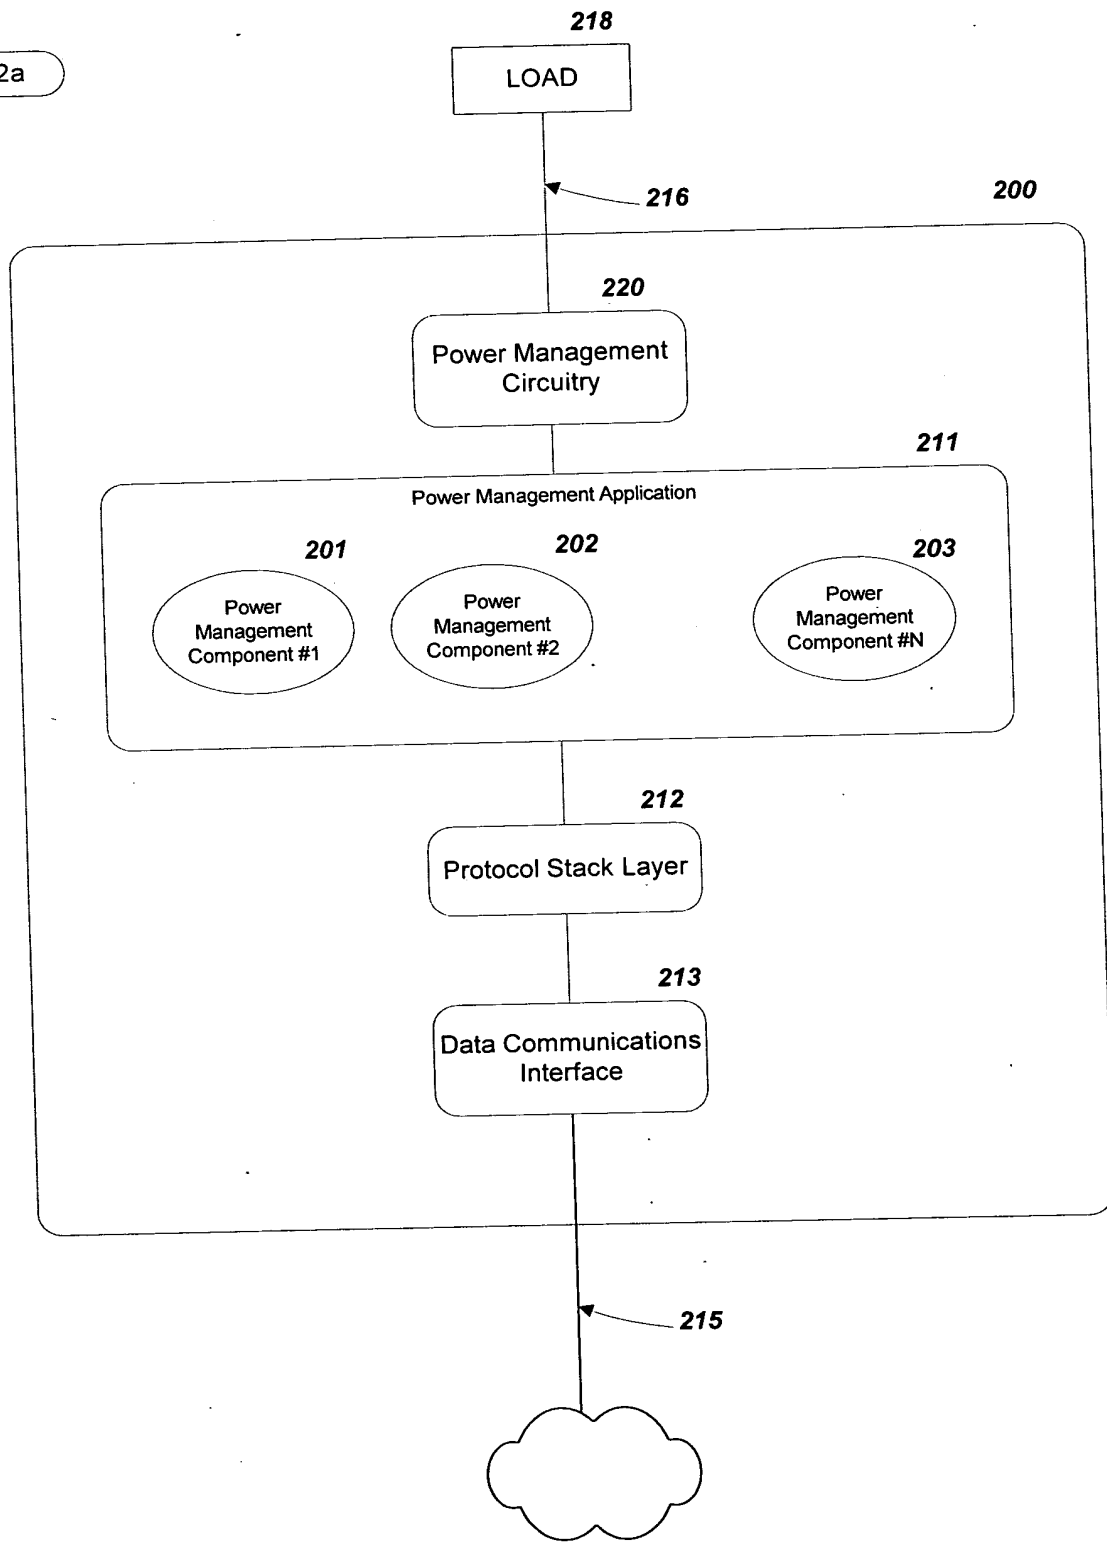 218
2a
LOAD
216
200
220
Power Management
Circuitry
211
Power Management Application
201
202
203
Power
Management
Component #1
Power
Management
Component #2
Power
Management
Component #N
212
Protocol Stack Layer
213
Data Communications
Interface
215